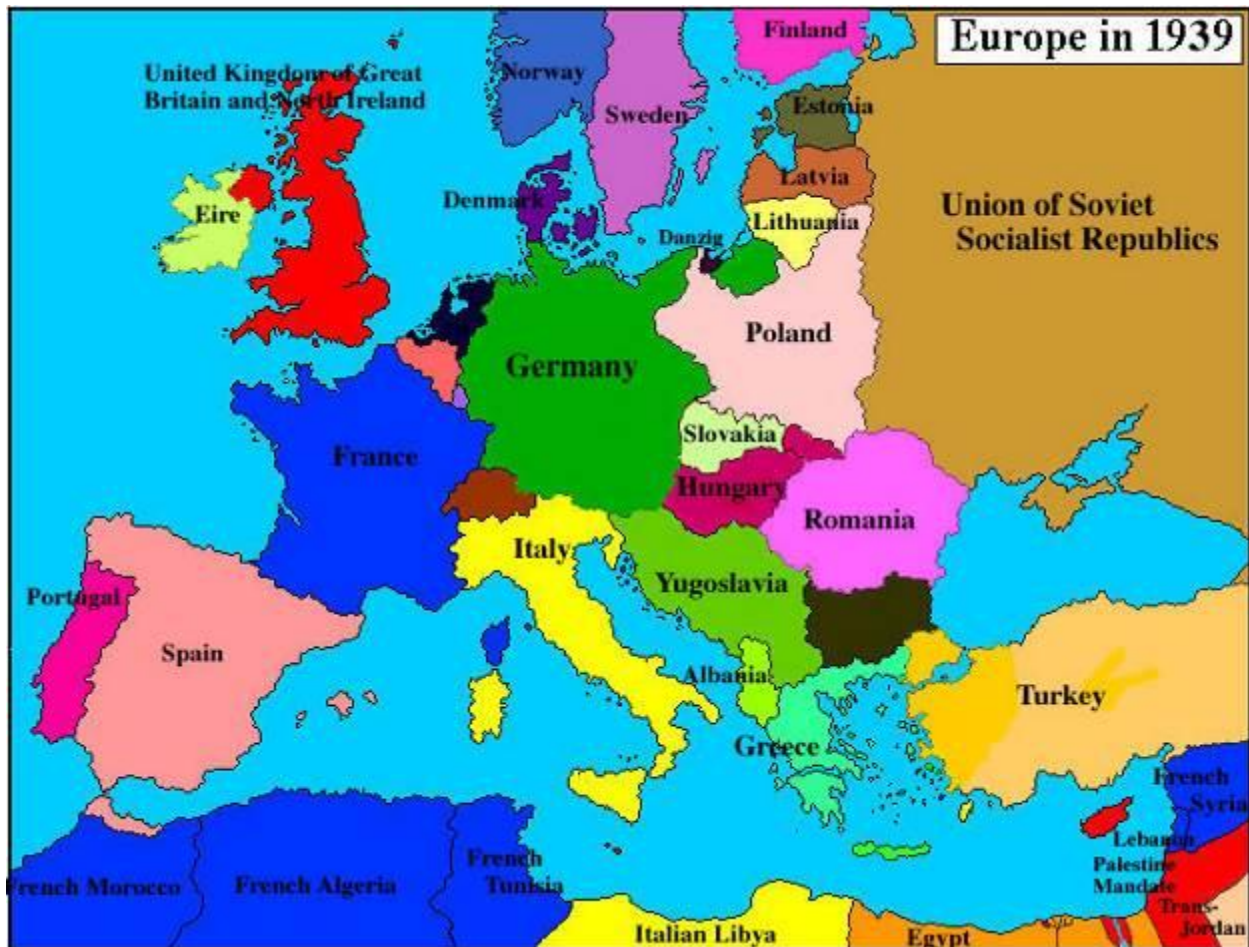 Europe in 1939
Finland
United Kingdom of Great
Britain and North Ireland
Norway
Sweden
Estonia
Latvia
Eire
Denmark
Lithuania
Danzig
Union of Soviet
Socialist Republics
Poland
Germany
Slovakia
France
Hungary
Romania
Italy
Yugoslavia
Portugal
Spain
Albania
Turkey
Greece
French
Syria
Lebanon
Palestine
Mandate
Trans-
jordan
French Morocco
French Algeria
French
Tunisia
Italian Libya
Egypt